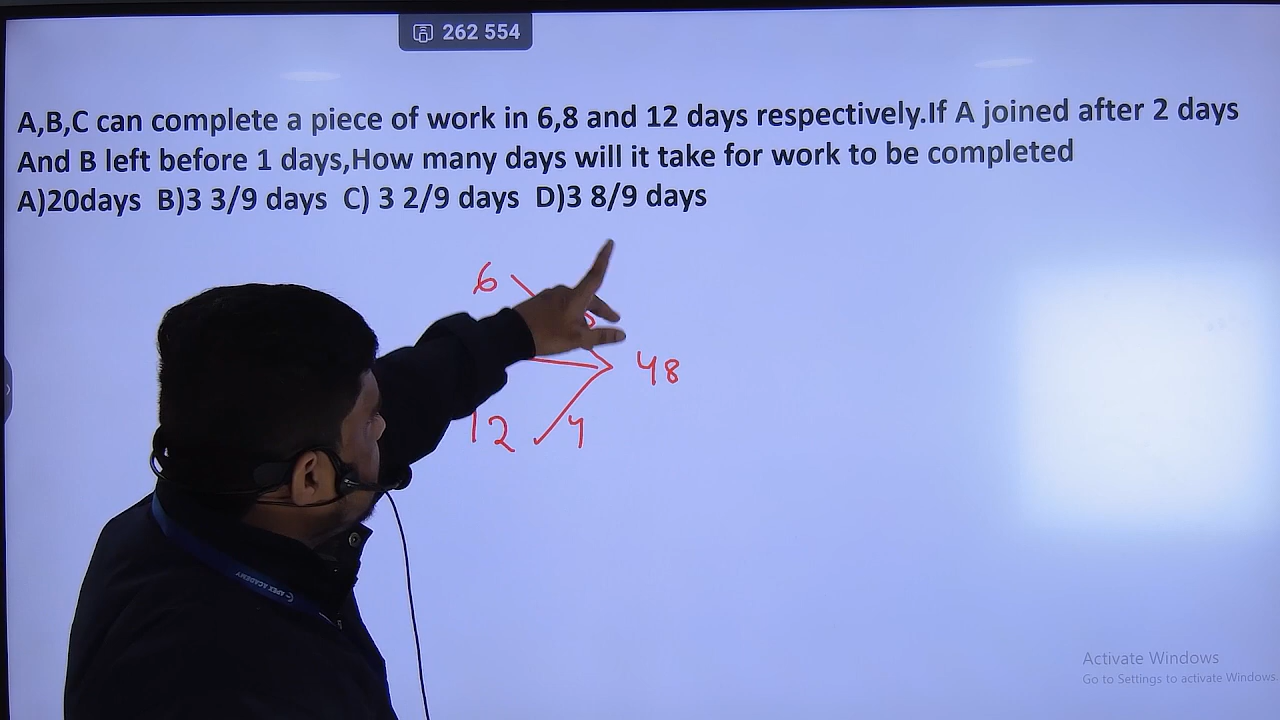 262 554
A,B,C can complete a piece of work in 6,8 and 12 days respectively.If A joined after 2 days
And B left before 1 days,How many days will it take for work to be completed
A)20days B)3 3/9 days C) 3 2/9 days D)3 8/9 days
6
48
12 4
APEX ACADEMY
Activate Windows
Go to Settings to activate Windows.